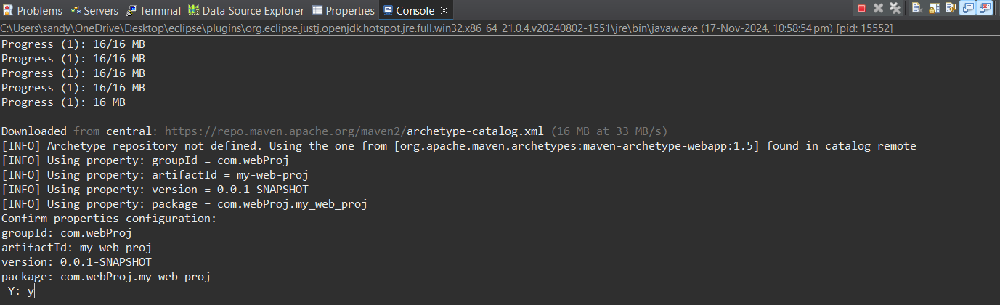 Problems Servers Terminal Data Source Explorer Properties Console
C:\Users\sandy\OneDrive\Desktop\eclipse\plugins\org.eclipse.justj.openjdk.hotspot.jre.full.win32.x86_64_21.0.4.v20240802-1551\jre\bin\javaw.exe (17-Nov-2024, 10:58:54 pm) [pid: 15552]
Progress (1): 16/16 MB
Progress (1): 16/16 MB
Progress (1): 16/16 MB
Progress (1): 16/16 MB
Progress (1): 16 MB
Downloaded from central: https://repo.maven.apache.org/maven2/archetype-catalog.xml (16 MB at 33 MB/s)
[INFO] Archetype repository not defined. Using the one from [org.apache.maven.archetypes:maven-archetype-webapp:1.5] found in catalog remote
[INFO] Using property: groupId = com.webProj
[INFO] Using property: artifactId = my-web-proj
[INFO] Using property: version = 0.0.1-SNAPSHOT
[INFO] Using property: package = com.webProj.my_web_proj
Confirm properties configuration:
groupId: com.webProj
artifactId: my-web-proj
version: 0.0.1-SNAPSHOT
package: com.webProj.my_web_proj
Y: y